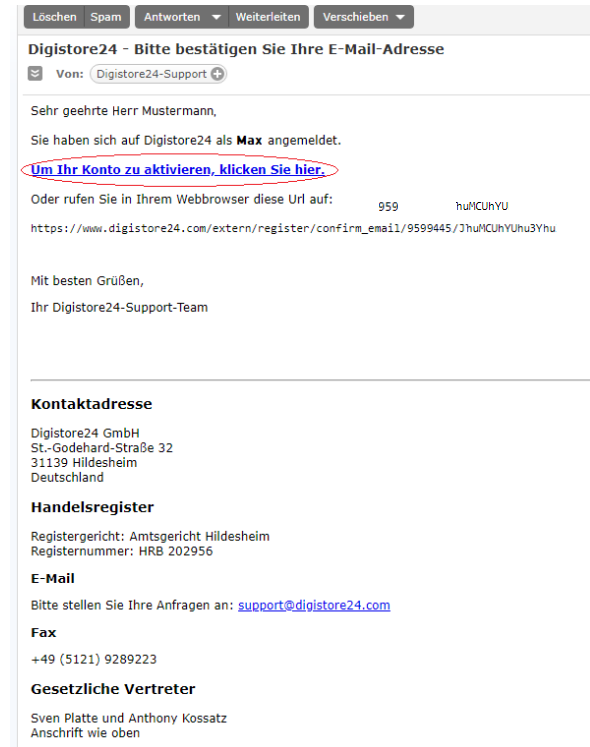 Löschen Spam Antworten Weiterleiten Verschieben
Digistore24 - Bitte bestätigen Sie Ihre E-Mail-Adresse
Von: Digistore24-Support
Sehr geehrte Herr Mustermann,
Sie haben sich auf Digistore24 als Max angemeldet.
Um Ihr Konto zu aktivieren, klicken Sie hier.
Oder rufen Sie in Ihrem Webbrowser diese Url auf:
959 huMCUhYU
https://www.digistore24.com/extern/register/confirm_email/9599445/JhuMCUhYUhu3Yhu
Mit besten Grüßen,
Ihr Digistore24-Support-Team
Kontaktadresse
Digistore24 GmbH
St.-Godehard-Straße 32
31139 Hildesheim
Deutschland
Handelsregister
Registergericht: Amtsgericht Hildesheim
Registernummer: HRB 202956
E-Mail
Bitte stellen Sie Ihre Anfragen an: support@digistore24.com
Fax
+49 (5121) 9289223
Gesetzliche Vertreter
Sven Platte und Anthony Kossatz
Anschrift wie oben